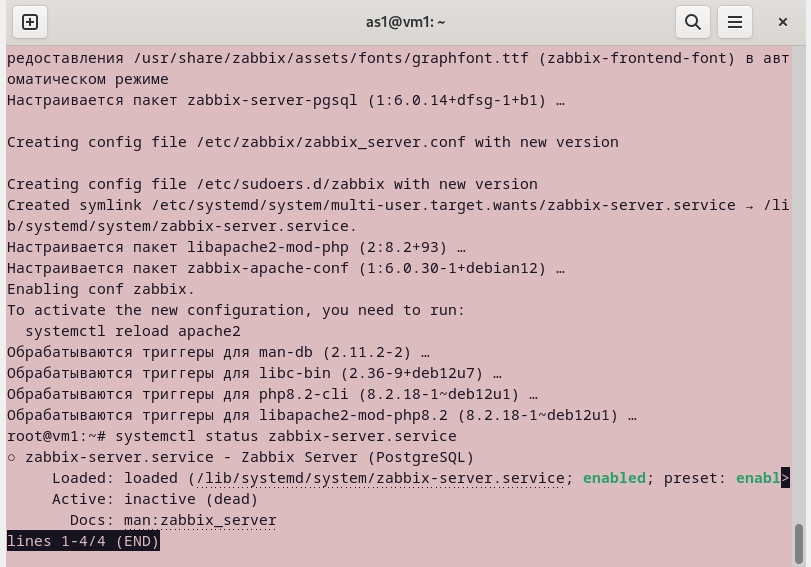 as1@vm1: ~
редоставления /usr/share/zabbix/assets/fonts/graphfont.ttf (zabbix-frontend-font) в авт
оматическом режиме
Настраивается пакет zabbix-server-pgsql (1:6.0.14+dfsg-1+b1) …
Creating config file /etc/zabbix/zabbix_server.conf with new version
Creating config file /etc/sudoers.d/zabbix with new version
Created symlink /etc/systemd/system/multi-user.target.wants/zabbix-server.service → /li
b/systemd/system/zabbix-server.service.
Настраивается пакет libapache2-mod-php (2:8.2+93) …
Настраивается пакет zabbix-apache-conf (1:6.0.30-1+debian12) …
Enabling conf zabbix.
To activate the new configuration, you need to run:
  systemctl reload apache2
Обрабатываются триггеры для man-db (2.11.2-2) …
Обрабатываются триггеры для libc-bin (2.36-9+deb12u7) …
Обрабатываются триггеры для php8.2-cli (8.2.18-1~deb12u1) …
Обрабатываются триггеры для libapache2-mod-php8.2 (8.2.18-1~deb12u1) …
root@vm1:~# systemctl status zabbix-server.service
○ zabbix-server.service - Zabbix Server (PostgreSQL)
     Loaded: loaded (/lib/systemd/system/zabbix-server.service; enabled; preset: enabl>
     Active: inactive (dead)
       Docs: man:zabbix_server
lines 1-4/4 (END)